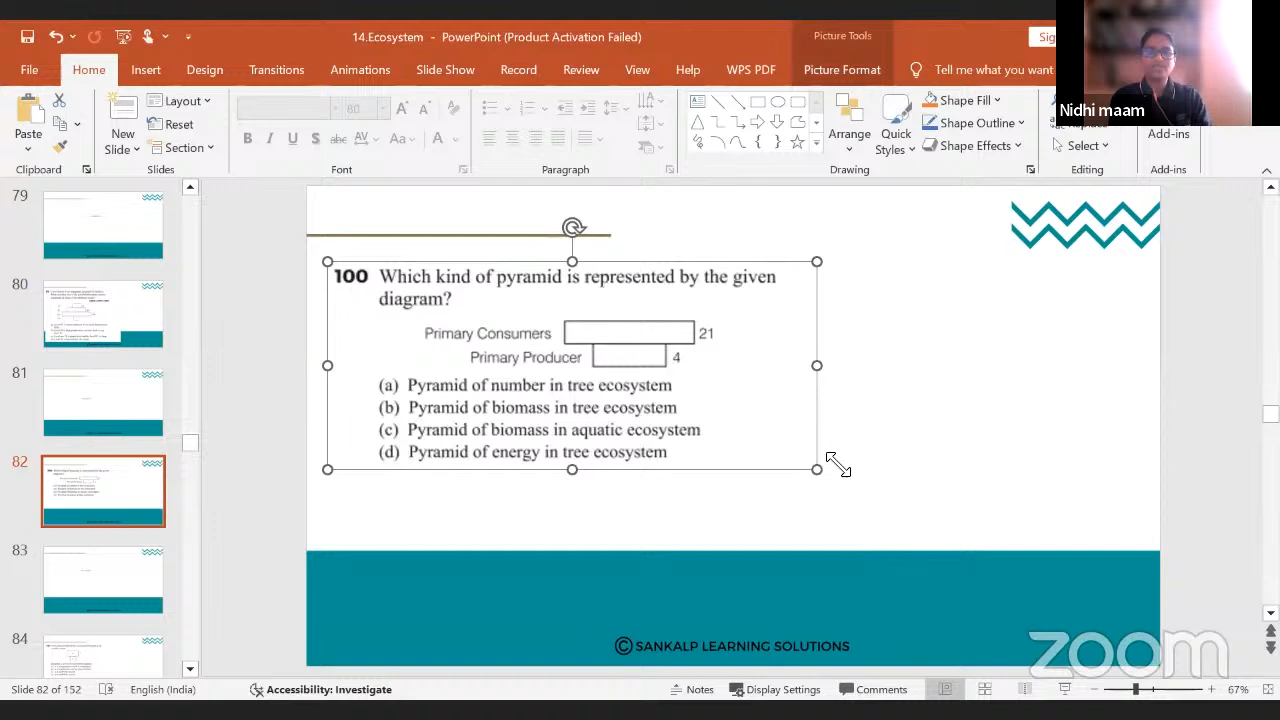 14.Ecosystem - PowerPoint (Product Activation Failed)
Picture Tools
Sig
Nidhi maam
File Home Insert Design Transitions Animations Slide Show Record Review View Help WPS PDF Picture Format Tell me what you want
Paste
Clipboard
New Slide
Layout
Reset
Section
Slides
80
B I U S abc AV Aa A
Font
Paragraph
Arrange
Quick Styles
Shape Fill
Shape Outline
Shape Effects
Drawing
Select
Editing
Add-ins
Add-ins
79
80
81
82
83
84
100 Which kind of pyramid is represented by the given
diagram?
Primary Consumers 21
Primary Producer 4
(a) Pyramid of number in tree ecosystem
(b) Pyramid of biomass in tree ecosystem
(c) Pyramid of biomass in aquatic ecosystem
(d) Pyramid of energy in tree ecosystem
© SANKALP LEARNING SOLUTIONS
zoom
Slide 82 of 152 English (India) Accessibility: Investigate Notes Display Settings Comments 67%